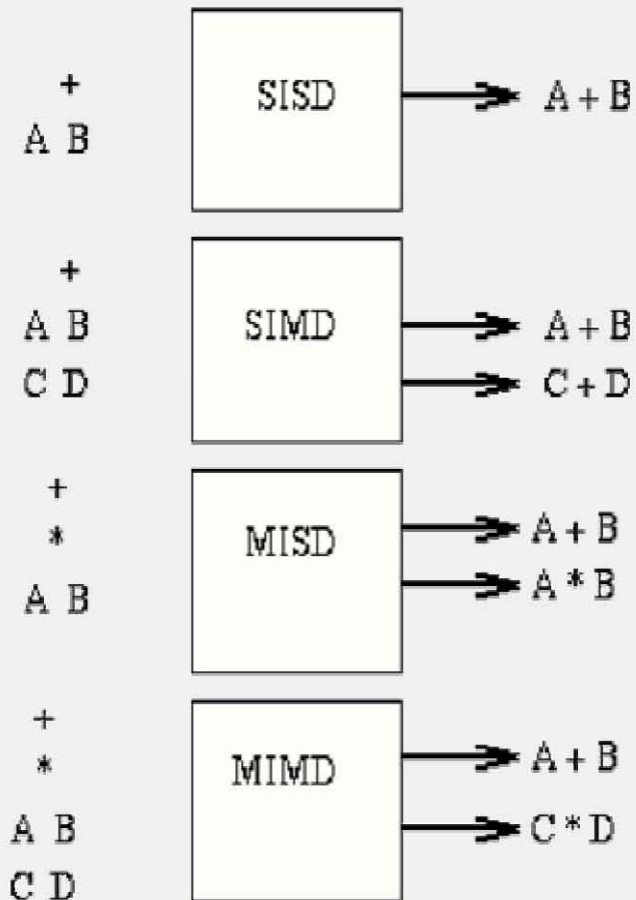 +
A B
SISD
A + B
+
A B
C D
SIMD
A + B
C + D
+
*
A B
MISD
A + B
A * B
+
*
A B
C D
MIMD
A + B
C * D